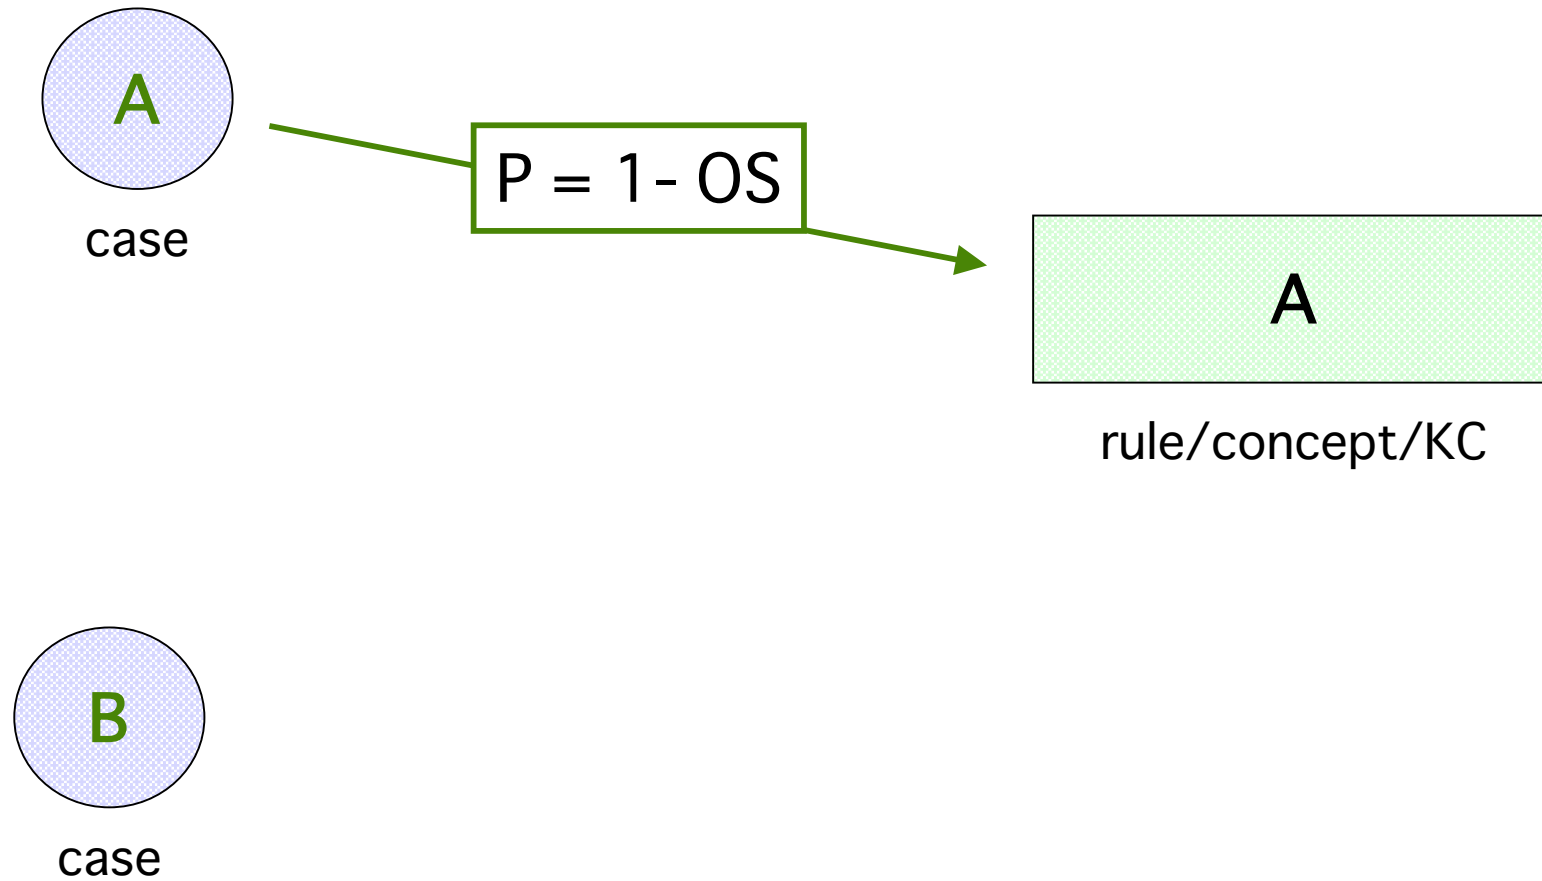 A
case
P = 1- OS
A
rule/concept/KC
B
case